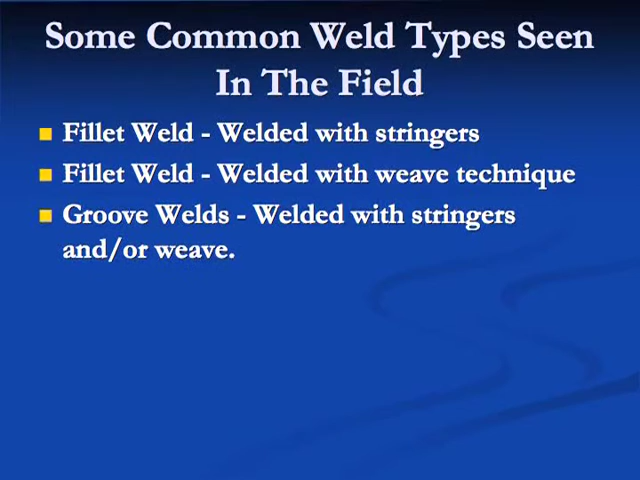 Some Common Weld Types Seen
In The Field
Fillet Weld - Welded with stringers
Fillet Weld - Welded with weave technique
Groove Welds - Welded with stringers
and/or weave.